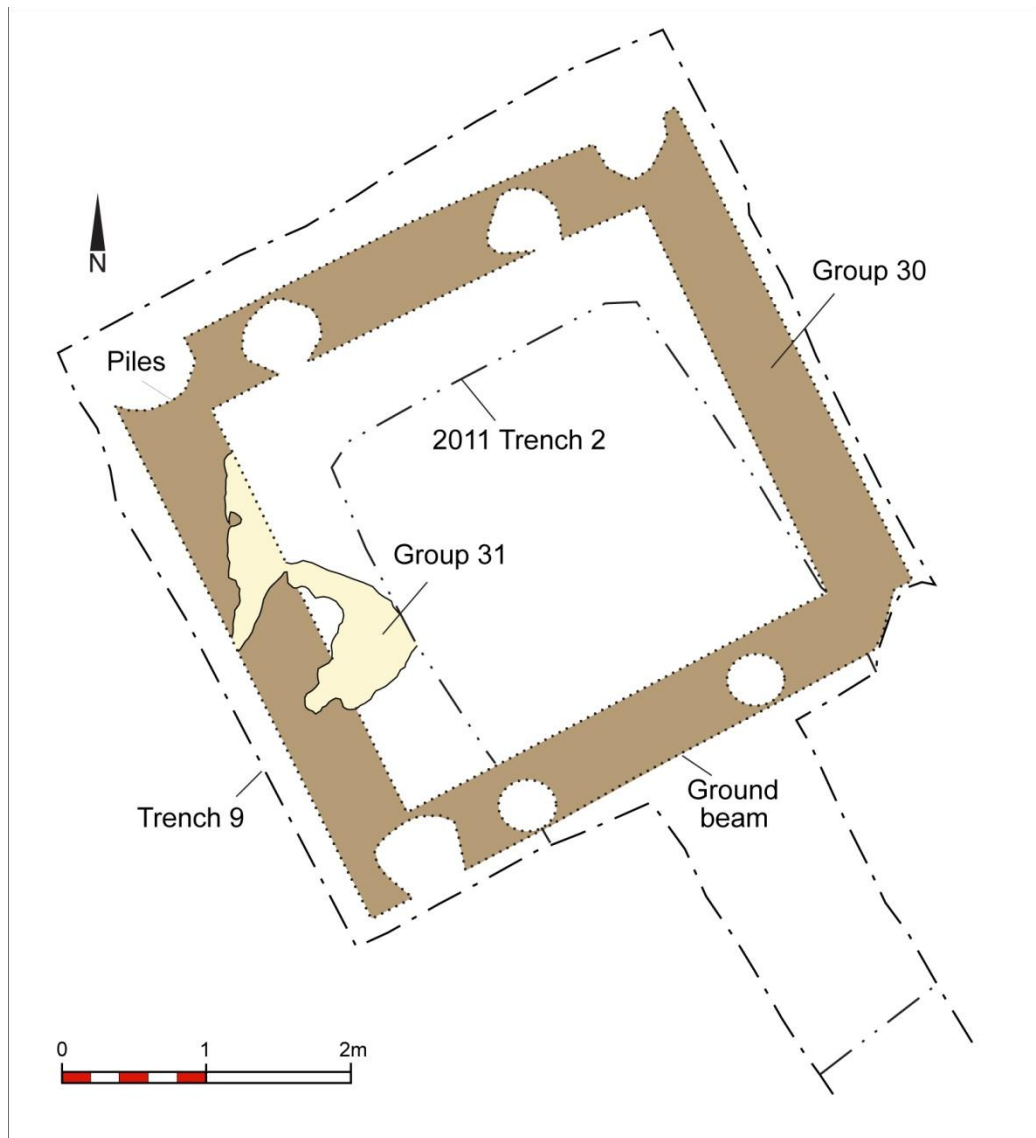 N
Group 30
Piles
2011 Trench 2
Group 31
Trench 9
Ground
beam
0 1 2m